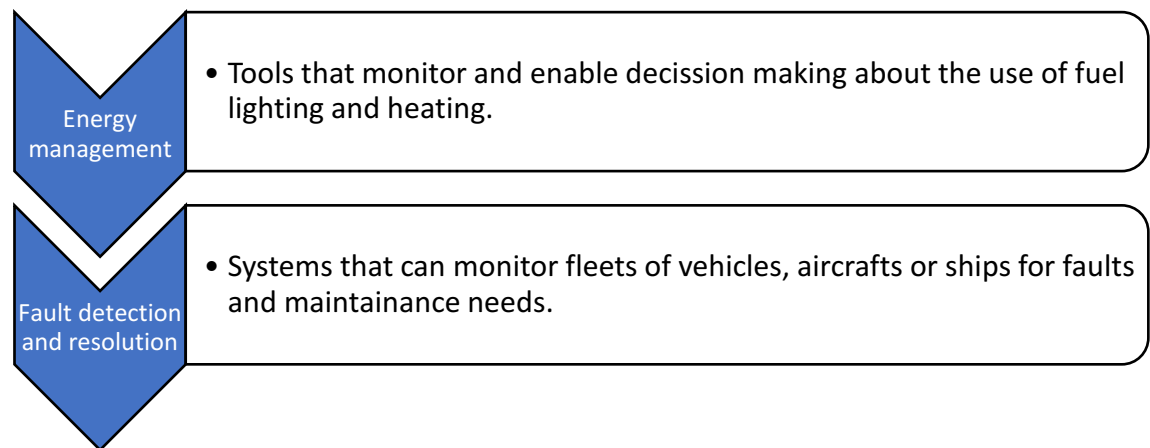 Energy
management
• Tools that monitor and enable decission making about the use of fuel
lighting and heating.
Fault detection
and resolution
• Systems that can monitor fleets of vehicles, aircrafts or ships for faults
and maintainance needs.